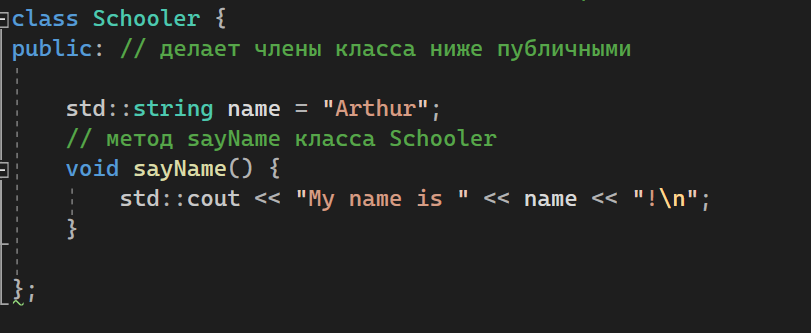 class Schooler {
public: // делает члены класса ниже публичными
std::string name = "Arthur";
// метод sayName класса Schooler
void sayName() {
std::cout << "My name is " << name << "!\n";
}
};